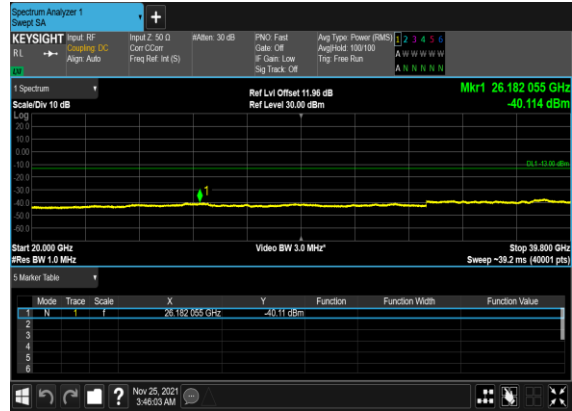 Spectrum Analyzer 1
Swept SA
+
KEYSIGHT Input: RF Input Z: 50 Ω #Atten: 30 dB PNO: Fast Avg Type: Power (RMS) 1 2 3 4 5 6
RL Coupling: DC Corr CCorr Gate: Off Avg|Hold: 100/100 A W W W W W
Align: Auto Freq Ref: Int (S) IF Gain: Low Trig: Free Run
Sig Track: Off A N N N N N
1 Spectrum Ref Lvl Offset 11.96 dB Mkr1 26.182 055 GHz
Scale/Div 10 dB Ref Level 30.00 dBm -40.114 dBm
Log
20.0
10.0
0.00
-10.0 DL1 -13.00 dBm
-20.0
-30.0 1
-40.0
-50.0
-60.0
Start 20.000 GHz Video BW 3.0 MHz* Stop 39.800 GHz
#Res BW 1.0 MHz Sweep ~39.2 ms (40001 pts)
5 Marker Table
Mode Trace Scale X Y Function Function Width Function Value
1 N 1 f 26.182 055 GHz -40.11 dBm
2
3
4
5
6
? Nov 25, 2021
3:46:03 AM